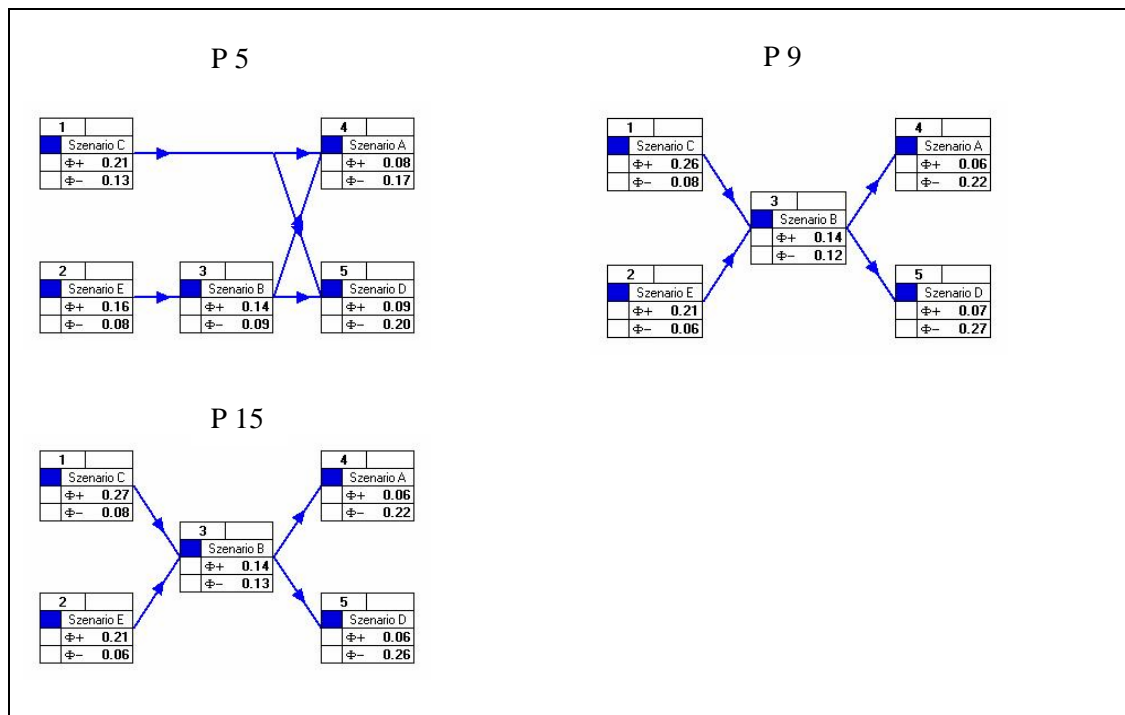 P 5
1
Szenario C
Φ+ 0.21
Φ− 0.13
4
Szenario A
Φ+ 0.08
Φ− 0.17
2
Szenario E
Φ+ 0.16
Φ− 0.08
3
Szenario B
Φ+ 0.14
Φ− 0.09
5
Szenario D
Φ+ 0.09
Φ− 0.20
P 9
1
Szenario C
Φ+ 0.26
Φ− 0.08
4
Szenario A
Φ+ 0.06
Φ− 0.22
3
Szenario B
Φ+ 0.14
Φ− 0.12
2
Szenario E
Φ+ 0.21
Φ− 0.06
5
Szenario D
Φ+ 0.07
Φ− 0.27
P 15
1
Szenario C
Φ+ 0.27
Φ− 0.08
4
Szenario A
Φ+ 0.06
Φ− 0.22
3
Szenario B
Φ+ 0.14
Φ− 0.13
2
Szenario E
Φ+ 0.21
Φ− 0.06
5
Szenario D
Φ+ 0.06
Φ− 0.26